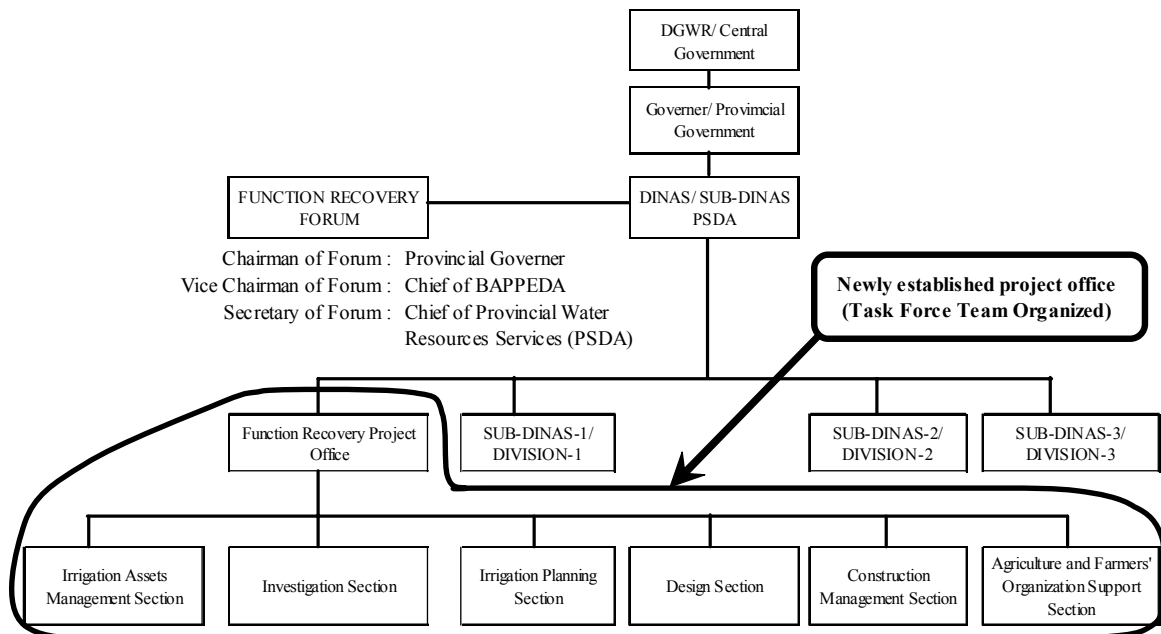 DGWR/ Central
Government
Governer/ Provimcial
Government
FUNCTION RECOVERY
FORUM
DINAS/ SUB-DINAS
PSDA
Chairman of Forum : Provincial Governer
Vice Chairman of Forum : Chief of BAPPEDA
Secretary of Forum : Chief of Provincial Water
Resources Services (PSDA)
Newly established project office
(Task Force Team Organized)
Function Recovery Project
Office
SUB-DINAS-1/
DIVISION-1
SUB-DINAS-2/
DIVISION-2
SUB-DINAS-3/
DIVISION-3
Irrigation Assets
Management Section
Investigation Section
Irrigation Planning
Section
Design Section
Construction
Management Section
Agriculture and Farmers'
Organization Support
Section